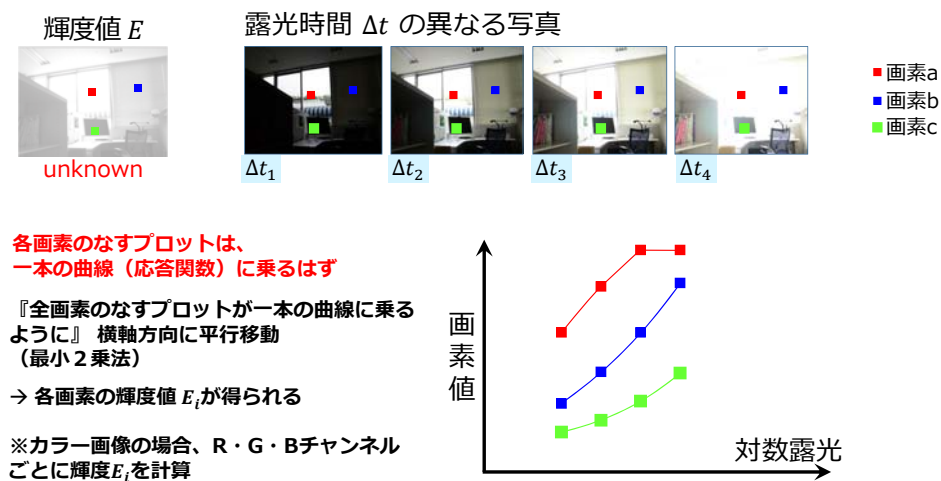 輝度値 E
露光時間 Δt の異なる写真
画素a
画素b
画素c
unknown
Δt₁
Δt₂
Δt₃
Δt₄
各画素のなすプロットは、
一本の曲線（応答関数）に乗るはず
『全画素のなすプロットが一本の曲線に乗る
ように』 横軸方向に平行移動
（最小２乗法）
→ 各画素の輝度値 Eᵢが得られる
※カラー画像の場合、R・G・Bチャンネル
ごとに輝度Eᵢを計算
画素値
対数露光